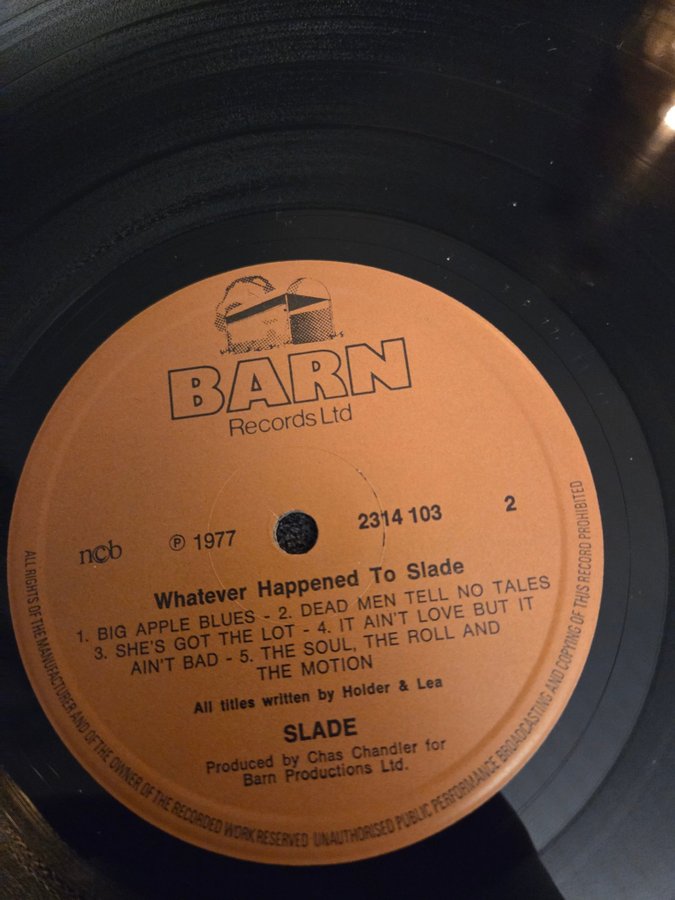 BARN
Records Ltd
ncb
℗ 1977
2314 103
2
Whatever Happened To Slade
1. BIG APPLE BLUES - 2. DEAD MEN TELL NO TALES
3. SHE'S GOT THE LOT - 4. IT AIN'T LOVE BUT IT
AIN'T BAD - 5. THE SOUL, THE ROLL AND
THE MOTION
All titles written by Holder & Lea
SLADE
Produced by Chas Chandler for
Barn Productions Ltd.
ALL RIGHTS OF THE MANUFACTURER AND OF THE OWNER OF THE RECORDED WORK RESERVED UNAUTHORISED PUBLIC PERFORMANCE BROADCASTING AND COPYING OF THIS RECORD PROHIBITED